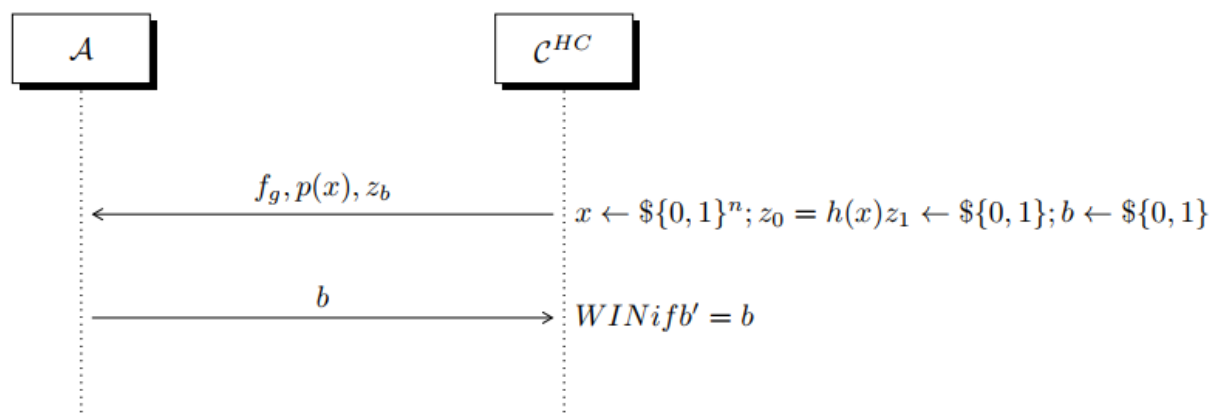 𝒜
𝒞^{HC}
f_g, p(x), z_b
x ← ${0, 1}^n; z_0 = h(x)z_1 ← ${0, 1}; b ← ${0, 1}
b
WINifb′ = b